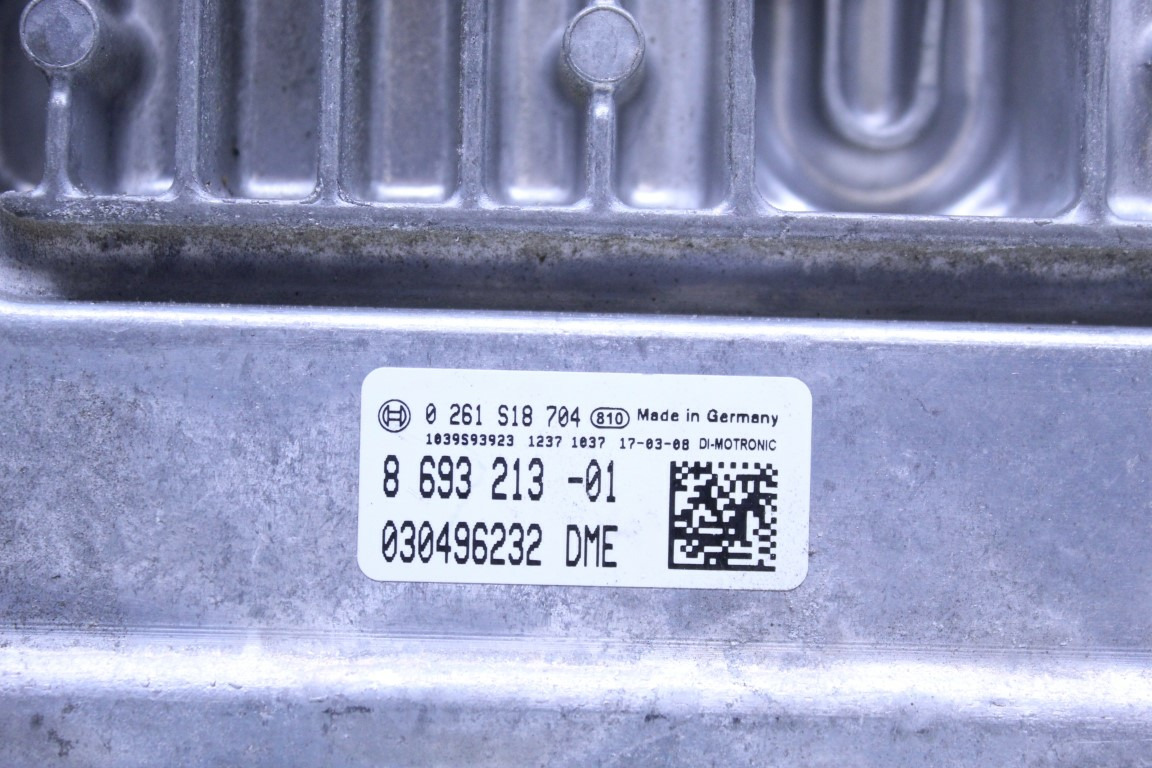 0 261 S18 704 810 Made in Germany
1039S93923 1237 1037 17-03-08 DI-MOTRONIC
8 693 213 -01
030496232 DME